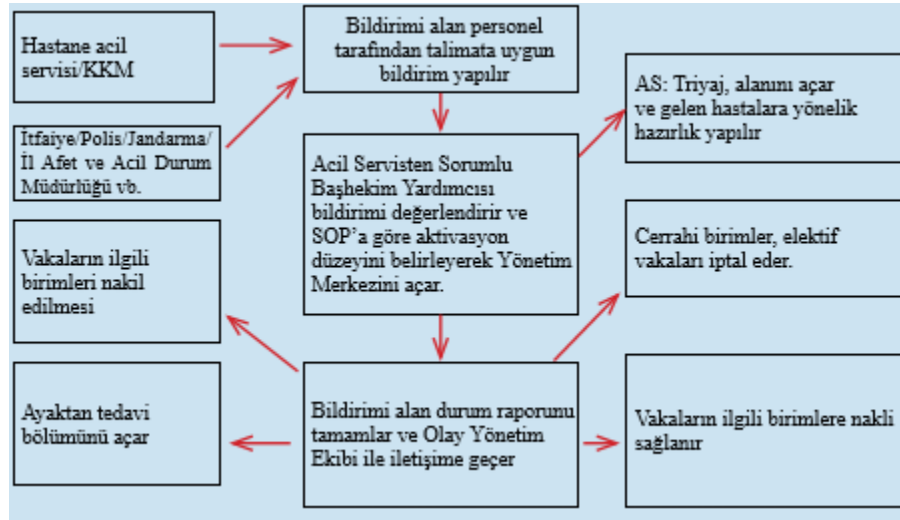 Hastane acil
servisi/KKM
Bildirimi alan personel
tarafından talimata uygun
bildirim yapılır
AS: Triyaj, alanını açar
ve gelen hastalara yönelik
hazırlık yapılır
İtfaiye/Polis/Jandarma/
İl Afet ve Acil Durum
Müdürlüğü vb.
Acil Servisten Sorumlu
Başhekim Yardımcısı
bildirimi değerlendirir ve
SOP’a göre aktivasyon
düzeyini belirleyerek Yönetim
Merkezini açar.
Vakaların ilgili
birimleri nakil
edilmesi
Cerrahi birimler, elektif
vakaları iptal eder.
Ayaktan tedavi
bölümünü açar
Bildirimi alan durum raporunu
tamamlar ve Olay Yönetim
Ekibi ile iletişime geçer
Vakaların ilgili birimlere nakli
sağlanır